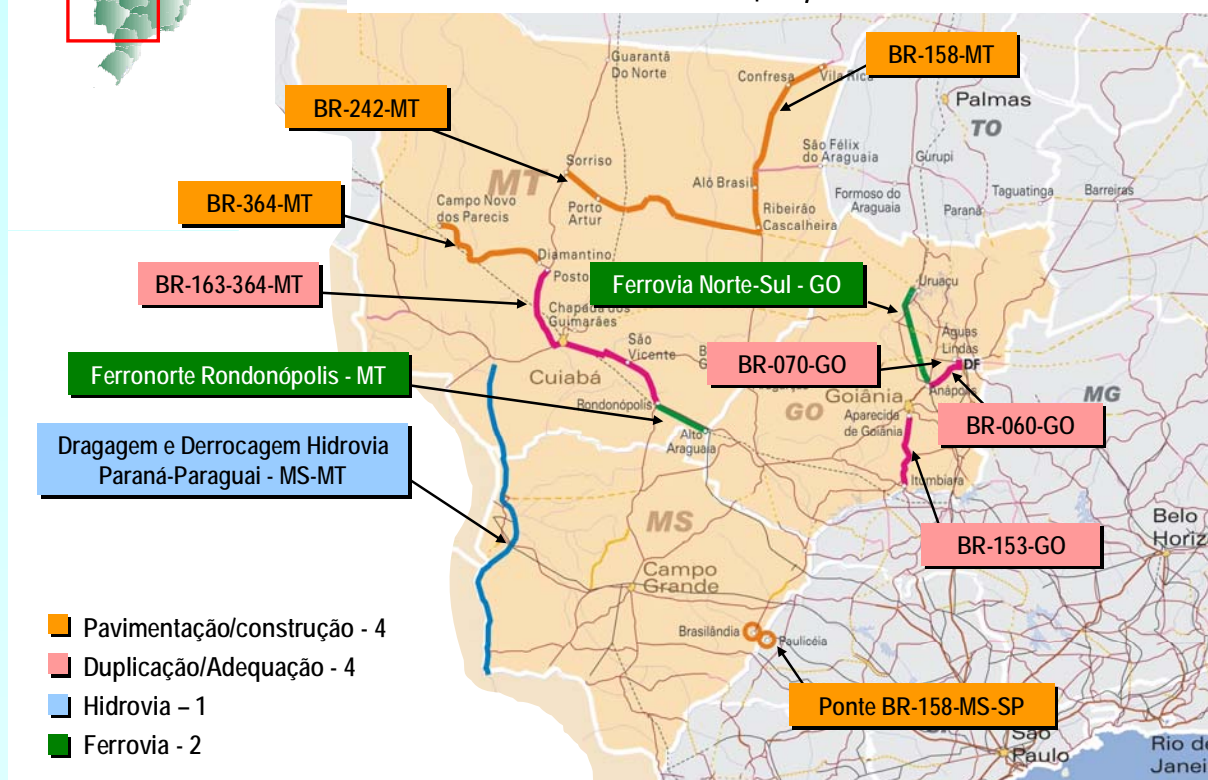 Guarantã
Do Norte
Confresa
Vila Rica
BR-158-MT
Palmas
TO
BR-242-MT
Sorriso
MT
São Félix
do Araguaia
Gurupi
Alô Brasil
Formoso do
Araguaia
Taguatinga
Barreiras
Paranã
BR-364-MT
Campo Novo
dos Parecis
Porto
Artur
Ribeirão
Cascalheira
Diamantino
BR-163-364-MT
Posto
Ferrovia Norte-Sul - GO
Uruaçu
Chapada dos
Guimarães
São
Vicente
Águas
Lindas
BR-070-GO
DF
Ferronorte Rondonópolis - MT
Cuiabá
Anápolis
Goiânia
MG
Rondonópolis
GO
Aparecida
de Goiânia
BR-060-GO
Alto
Araguaia
Dragagem e Derrocagem Hidrovia
Paraná-Paraguai - MS-MT
Itumbiara
MS
BR-153-GO
Belo
Horiz
Campo
Grande
Pavimentação/construção - 4
Brasilândia
Paulicéia
Duplicação/Adequação - 4
Hidrovia – 1
Ponte BR-158-MS-SP
Ferrovia - 2
São
Paulo
Rio de
Janei